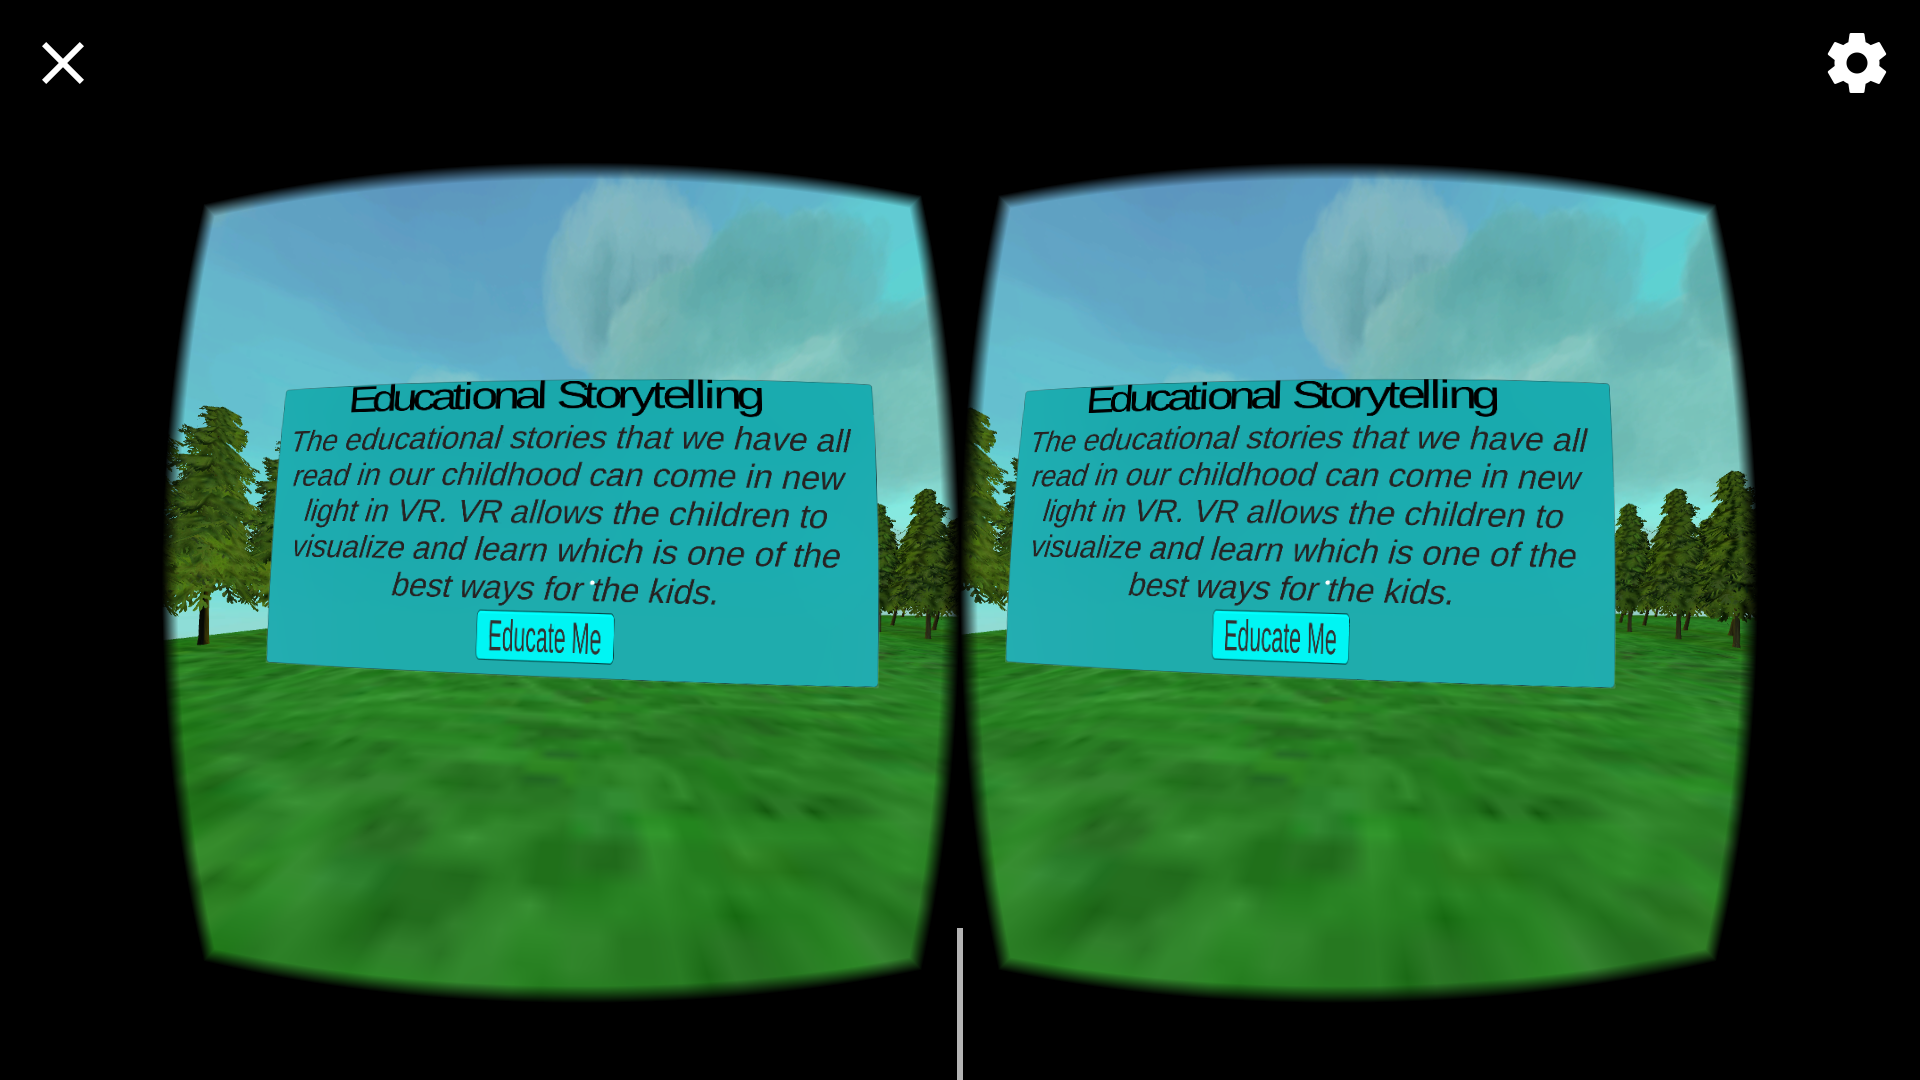 Educational Storytelling
The educational stories that we have all
read in our childhood can come in new
light in VR. VR allows the children to
visualize and learn which is one of the
best ways for the kids.
Educate Me
Educational Storytelling
The educational stories that we have all
read in our childhood can come in new
light in VR. VR allows the children to
visualize and learn which is one of the
best ways for the kids.
Educate Me